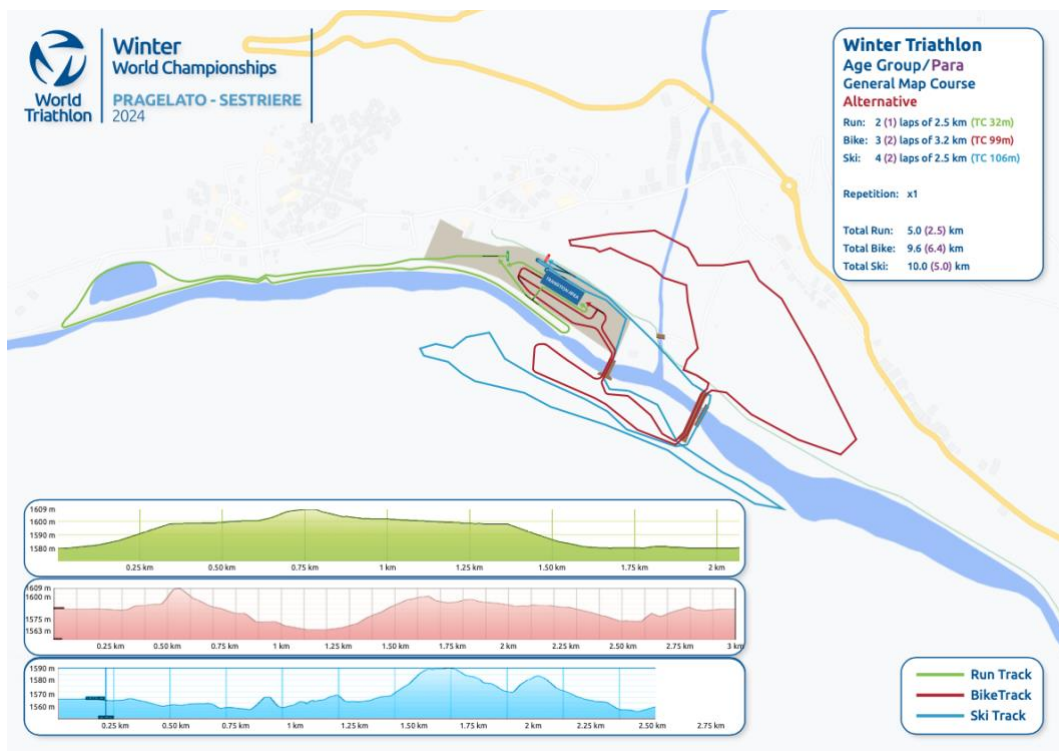 World
Triathlon
Winter
World Championships
PRAGELATO - SESTRIERE
2024
Winter Triathlon
Age Group/Para
General Map Course
Alternative
Run: 2 (1) laps of 2.5 km (TC 32m)
Bike: 3 (2) laps of 3.2 km (TC 99m)
Ski: 4 (2) laps of 2.5 km (TC 106m)
Repetition: x1
Total Run: 5.0 (2.5) km
Total Bike: 9.6 (6.4) km
Total Ski: 10.0 (5.0) km
TRANSITION AREA
1609 m
1600 m
1590 m
1580 m
0.25 km 0.50 km 0.75 km 1 km 1.25 km 1.50 km 1.75 km 2 km
1609 m
1600 m
1575 m
1563 m
0.25 km 0.50 km 0.75 km 1 km 1.25 km 1.50 km 1.75 km 2 km 2.25 km 2.50 km 2.75 km 3 km
1590 m
1580 m
1570 m
1560 m
0.25 km 0.50 km 0.75 km 1 km 1.25 km 1.50 km 1.75 km 2 km 2.25 km 2.50 km 2.75 km
Run Track
BikeTrack
Ski Track